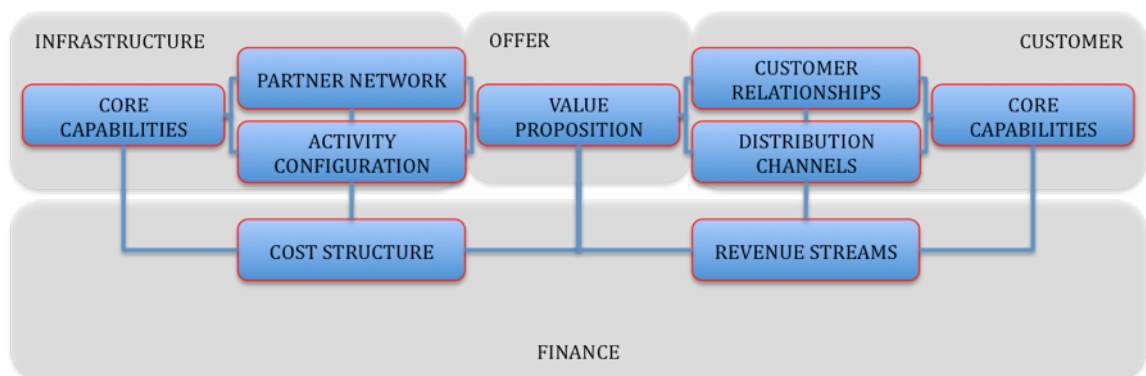 INFRASTRUCTURE
OFFER
CUSTOMER
PARTNER NETWORK
CUSTOMER
RELATIONSHIPS
CORE
CAPABILITIES
VALUE
PROPOSITION
CORE
CAPABILITIES
ACTIVITY
CONFIGURATION
DISTRIBUTION
CHANNELS
COST STRUCTURE
REVENUE STREAMS
FINANCE